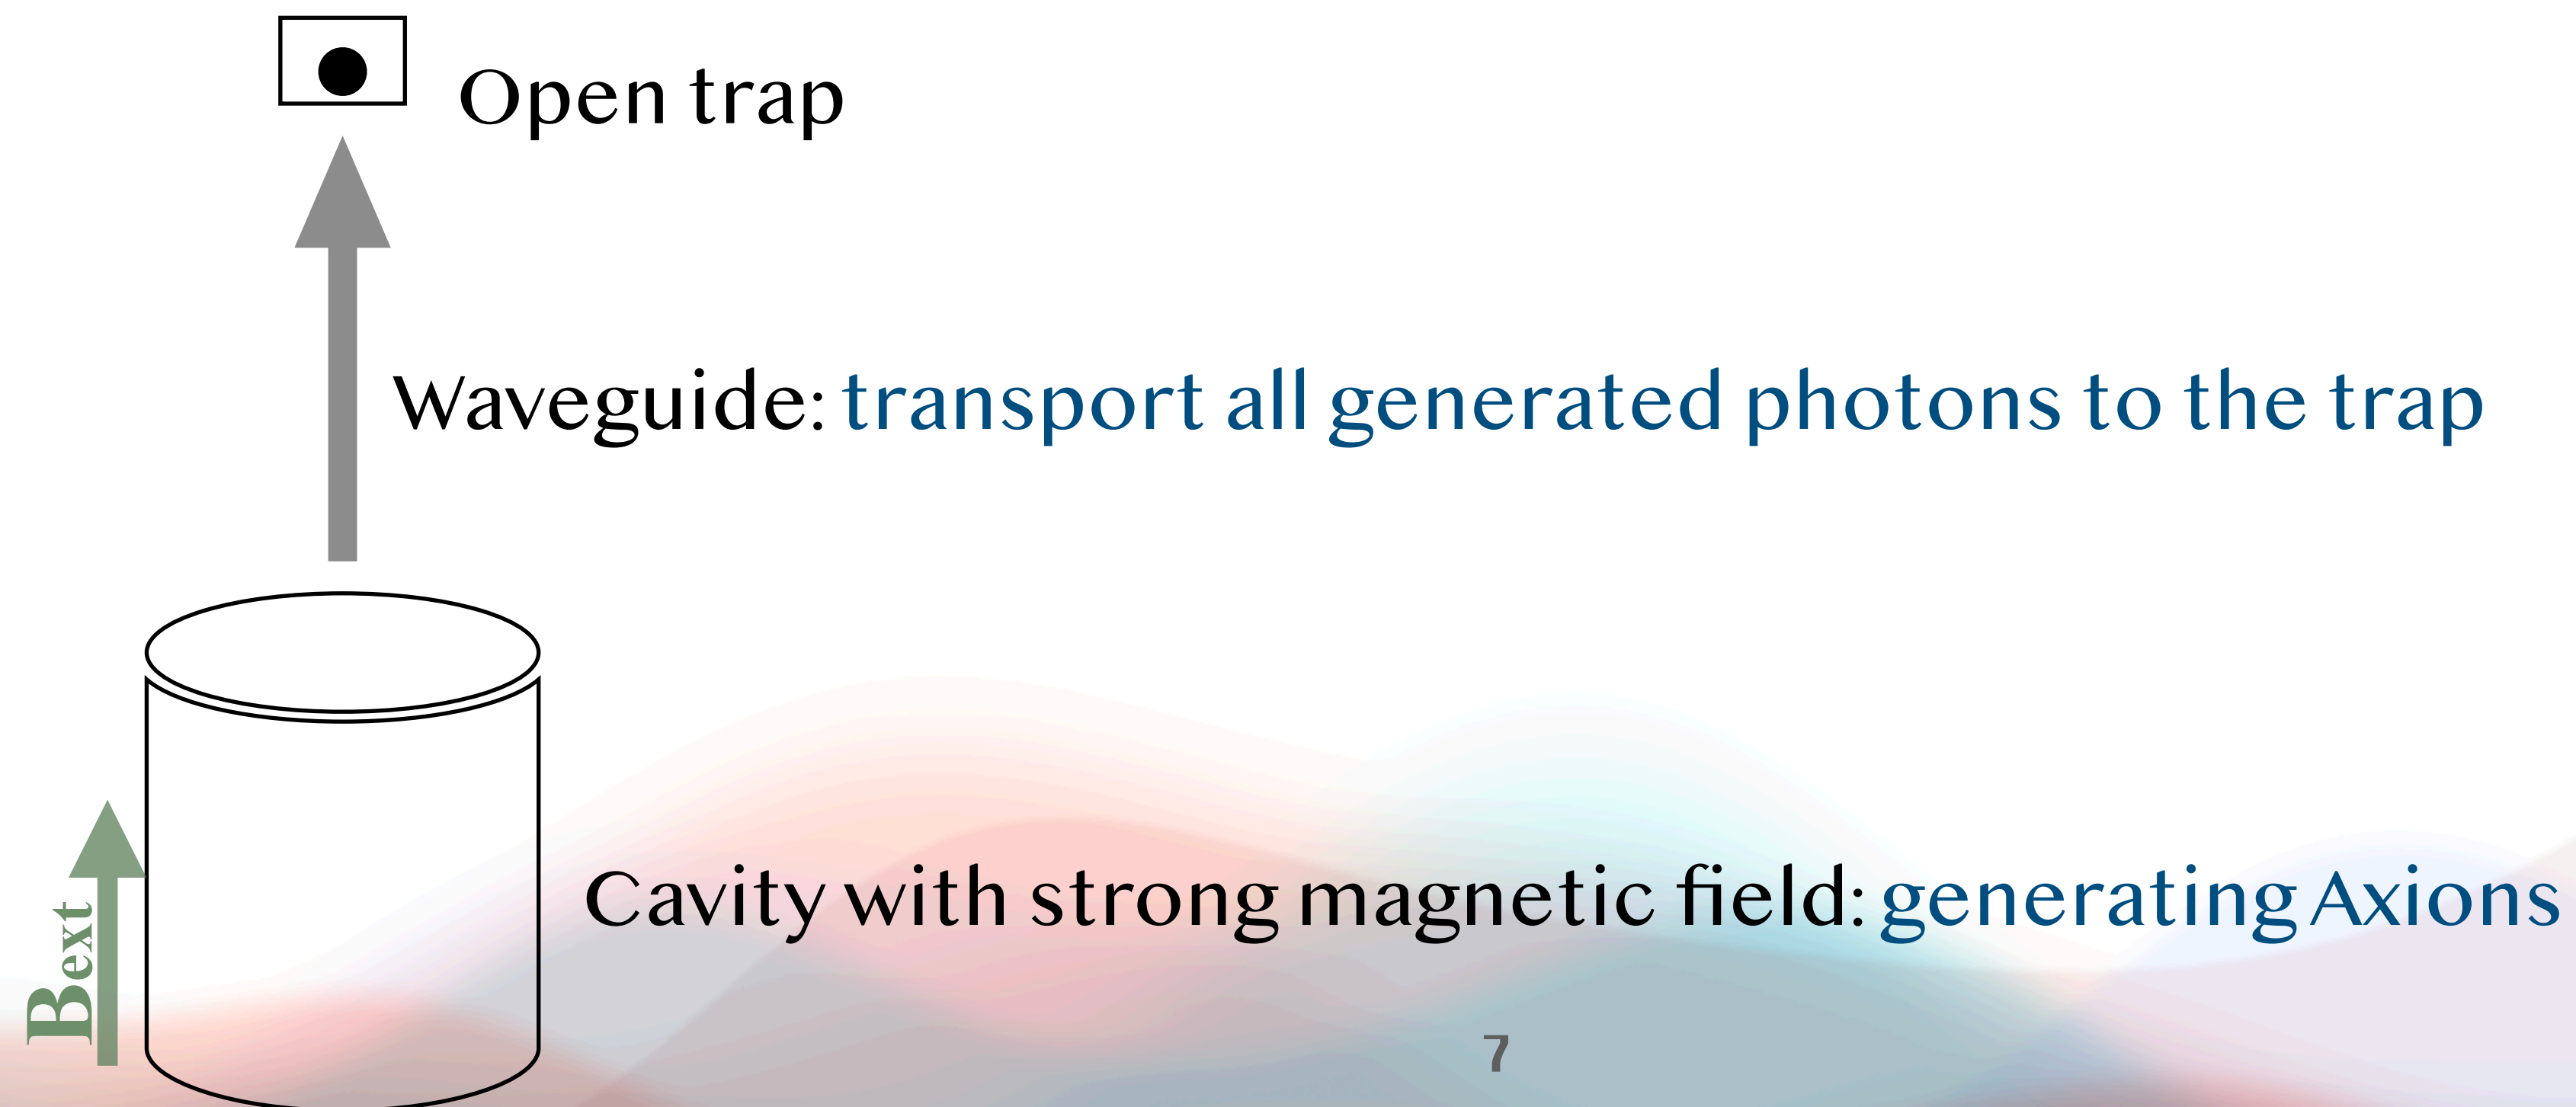 Open trap
Waveguide: transport all generated photons to the trap
Cavity with strong magnetic field: generating Axions
Bext
7